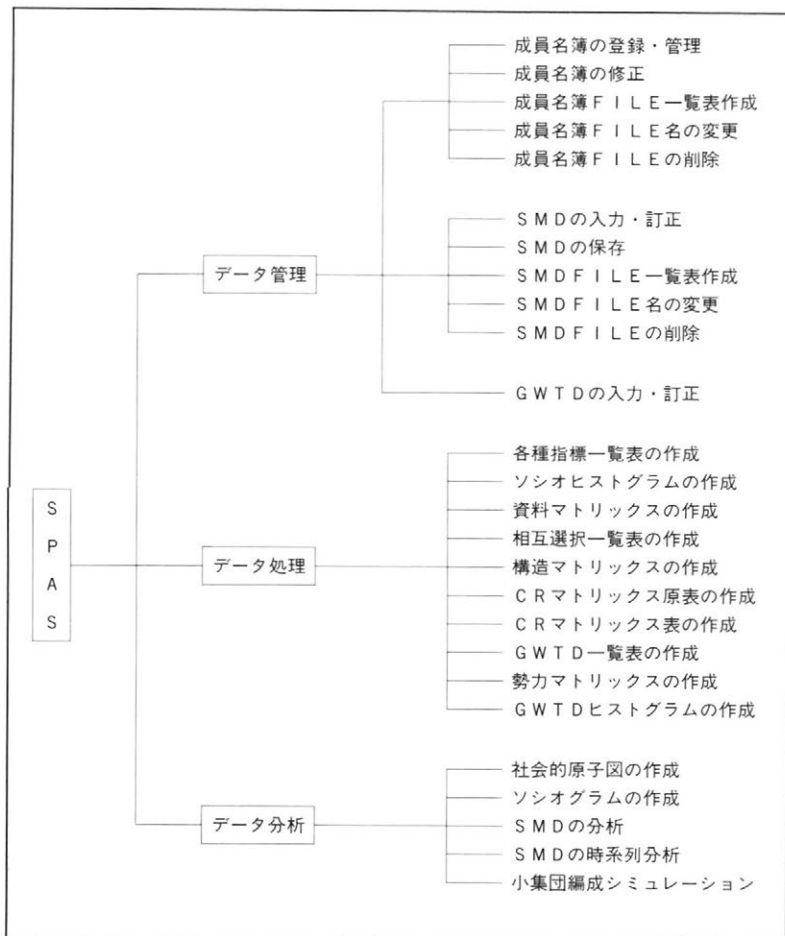 成員名簿の登録・管理
成員名簿の修正
成員名簿FILE一覧表作成
成員名簿FILE名の変更
成員名簿FILEの削除
SMDの入力・訂正
SMDの保存
データ管理
SMDFILE一覧表作成
SMDFILE名の変更
SMDFILEの削除
GWTDの入力・訂正
各種指標一覧表の作成
ソシオヒストグラムの作成
資料マトリックスの作成
相互選択一覧表の作成
SPAS
データ処理
構造マトリックスの作成
CRマトリックス原表の作成
CRマトリックス表の作成
GWTD一覧表の作成
勢力マトリックスの作成
GWTDヒストグラムの作成
社会的原子図の作成
ソシオグラムの作成
データ分析
SMDの分析
SMDの時系列分析
小集団編成シミュレーション